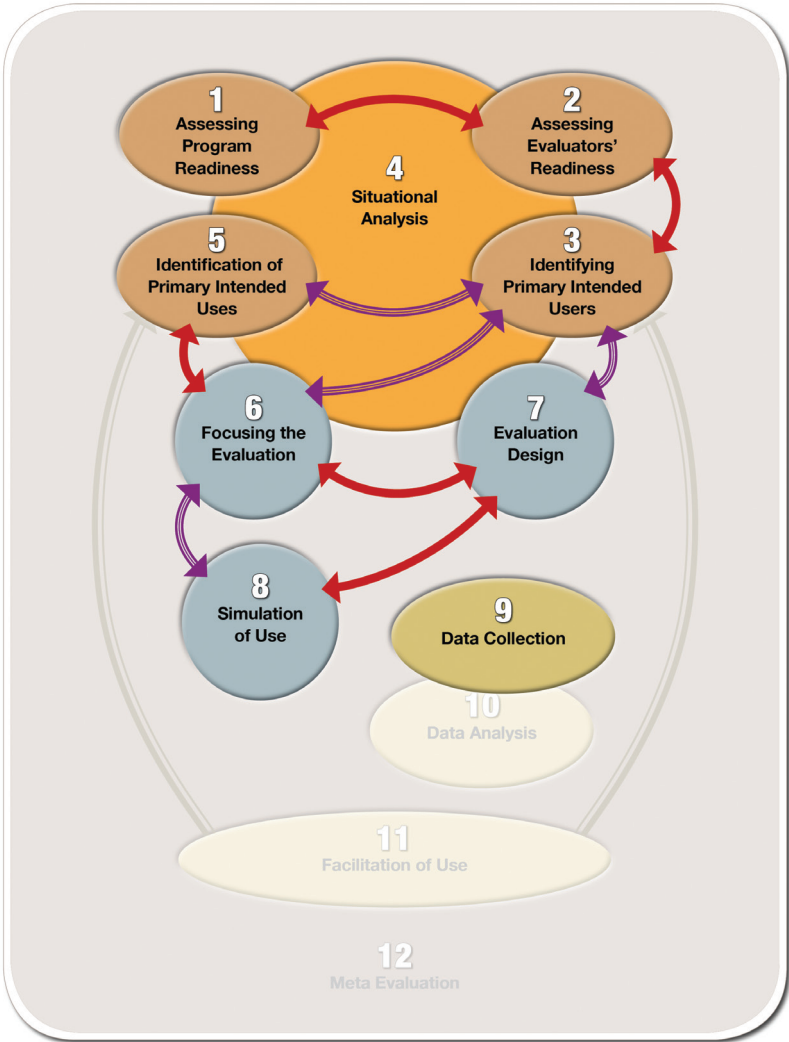 1
Assessing
Program
Readiness
2
Assessing
Evaluators’
Readiness
4
Situational
Analysis
5
Identification of
Primary Intended
Uses
3
Identifying
Primary Intended
Users
6
Focusing the
Evaluation
7
Evaluation
Design
8
Simulation
of Use
9
Data Collection
10
Data Analysis
11
Facilitation of Use
12
Meta Evaluation